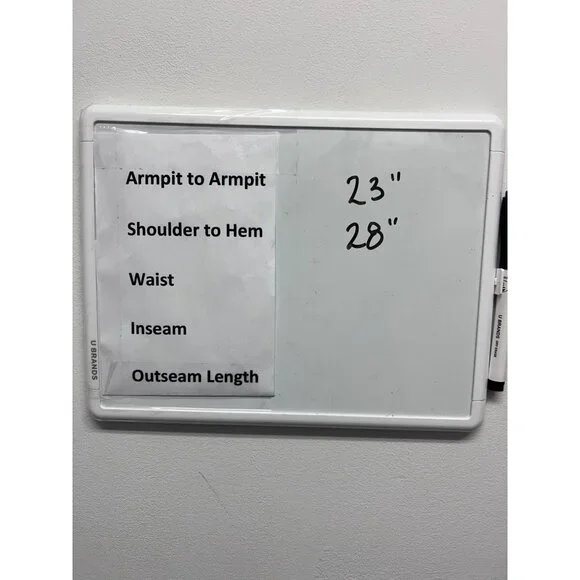 Armpit to Armpit 23"
Shoulder to Hem 28"
Waist
Inseam
Outseam Length
U BRANDS
U BRANDS